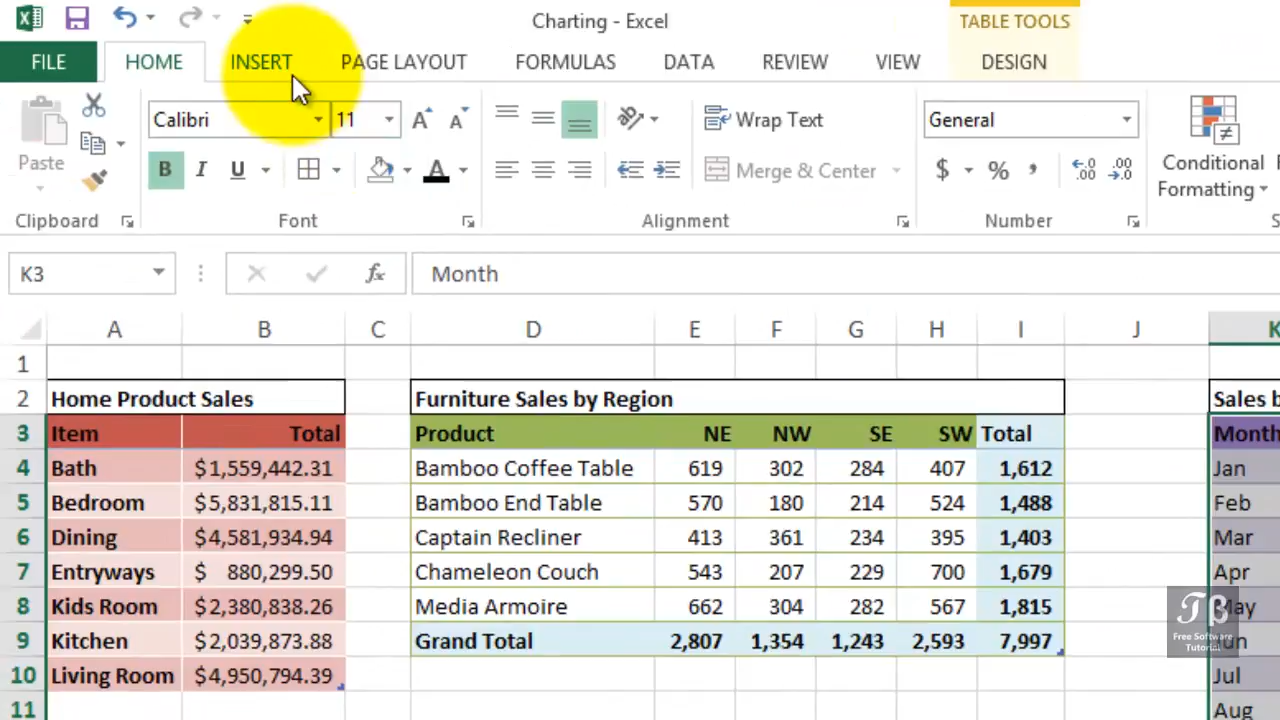 Charting - Excel
TABLE TOOLS
FILE HOME INSERT PAGE LAYOUT FORMULAS DATA REVIEW VIEW DESIGN
Calibri 11 Wrap Text General
Paste B I U Merge & Center $ % Conditional
Formatting
Clipboard Font Alignment Number
K3 fx Month
A B C D E F G H I J K
1
2 Home Product Sales Furniture Sales by Region Sales b
3 Item Total Product NE NW SE SW Total Month
4 Bath $1,559,442.31 Bamboo Coffee Table 619 302 284 407 1,612 Jan
5 Bedroom $5,831,815.11 Bamboo End Table 570 180 214 524 1,488 Feb
6 Dining $4,581,934.94 Captain Recliner 413 361 234 395 1,403 Mar
7 Entryways $ 880,299.50 Chameleon Couch 543 207 229 700 1,679 Apr
8 Kids Room $2,380,838.26 Media Armoire 662 304 282 567 1,815 May
9 Kitchen $2,039,873.88 Grand Total 2,807 1,354 1,243 2,593 7,997 Jun
10 Living Room $4,950,794.39 Jul
11 Aug
Free Software
Tutorial